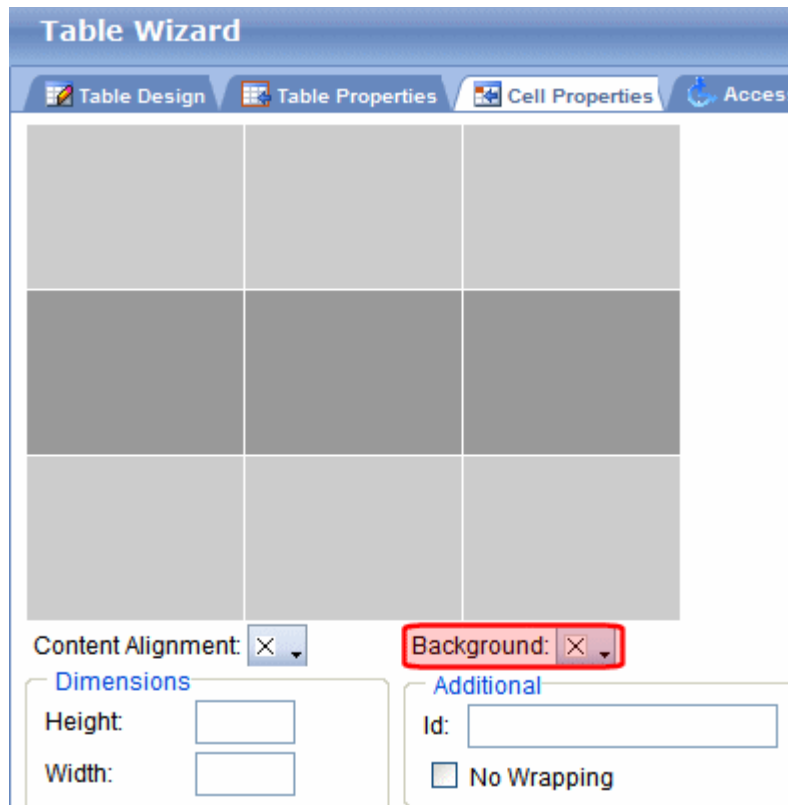 Table Wizard
Table Design Table Properties Cell Properties Acces
Content Alignment: Background:
Dimensions Additional
Height: Id:
Width: No Wrapping